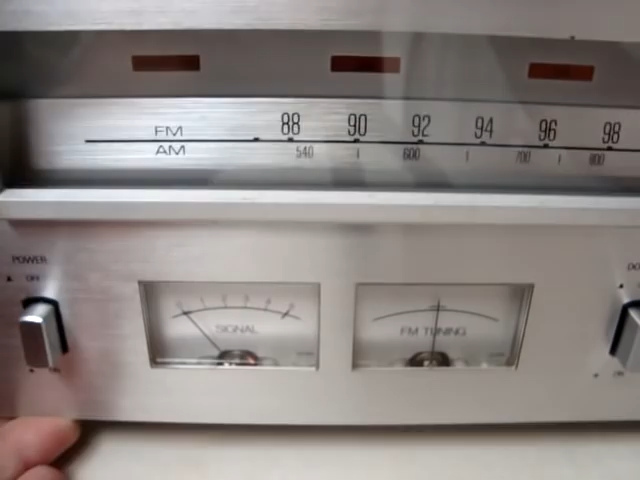 FM 88 90 92 94 96 98
AM 540 600 700 800
POWER
OFF
SIGNAL
FM TUNING